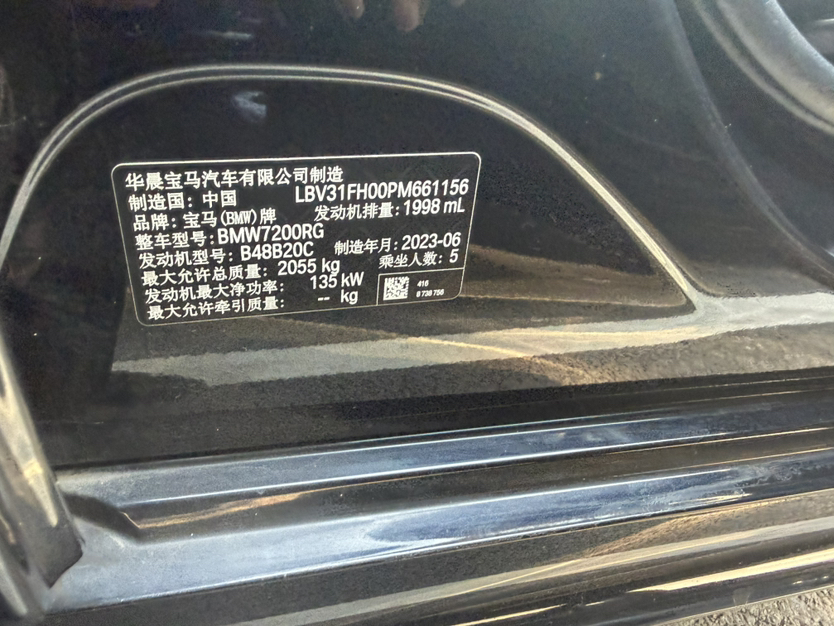 华晨宝马汽车有限公司制造
制造国: 中国 LBV31FH00PM661156
品牌: 宝马(BMW)牌 发动机排量: 1998 mL
整车型号: BMW7200RG
发动机型号: B48B20C 制造年月: 2023-06
最大允许总质量: 2055 kg 乘坐人数: 5
发动机最大净功率: 135 kW
最大允许牵引质量: -- kg
416
8 738 756